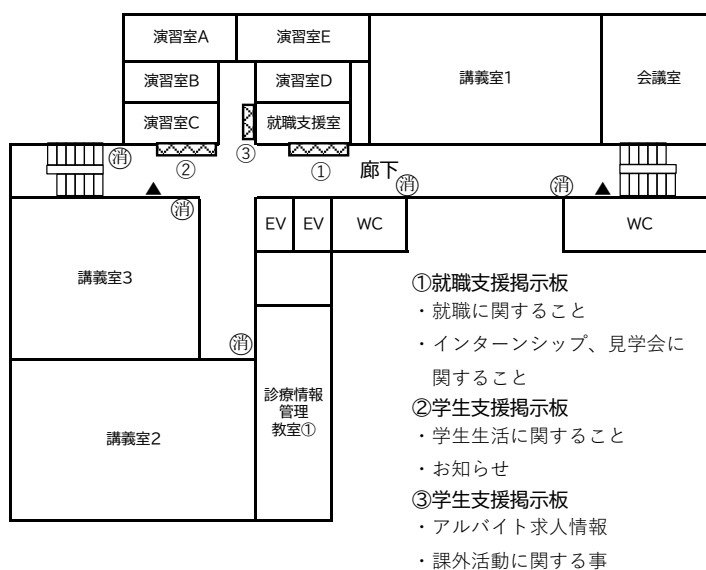 演習室A
演習室E
講義室1
会議室
演習室B
演習室D
演習室C
就職支援室
消
②
③
①
廊下
消
消
消
EV
EV
WC
WC
講義室3
消
講義室2
診療情報
管理
教室①
①就職支援掲示板
・就職に関すること
・インターンシップ、見学会に
関すること
②学生支援掲示板
・学生生活に関すること
・お知らせ
③学生支援掲示板
・アルバイト求人情報
・課外活動に関する事